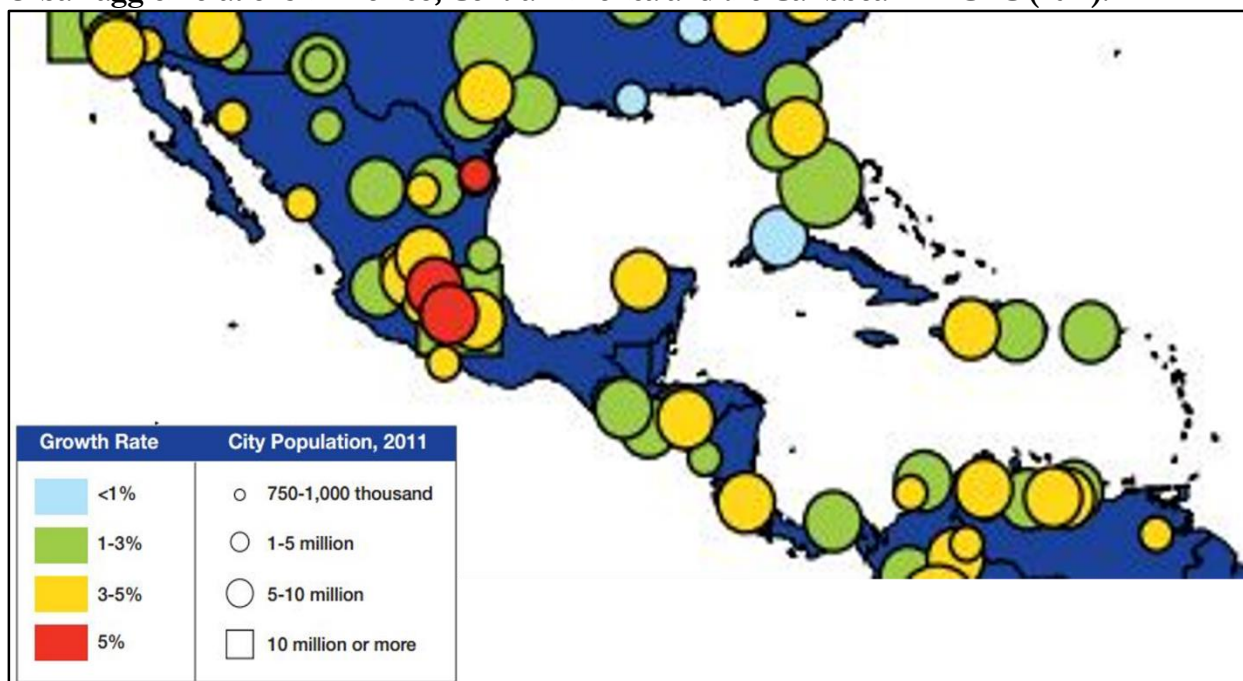 Growth Rate
City Population, 2011
<1%
750-1,000 thousand
1-3%
1-5 million
3-5%
5-10 million
5%
10 million or more